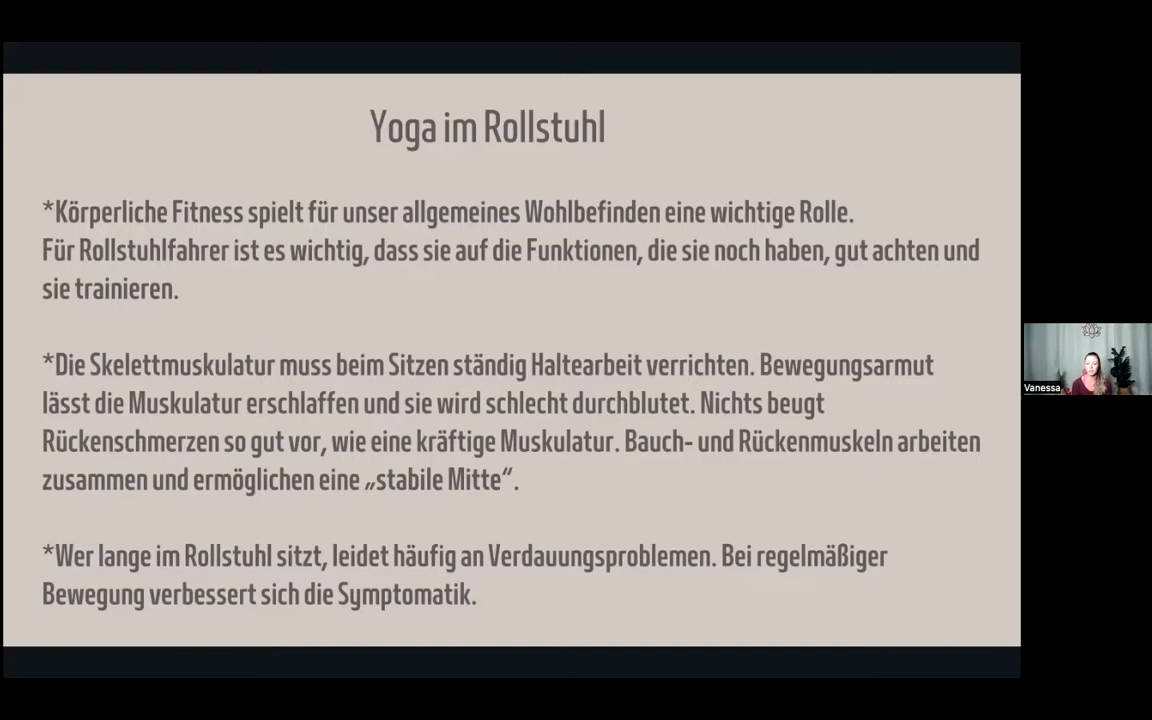 Yoga im Rollstuhl
*Körperliche Fitness spielt für unser allgemeines Wohlbefinden eine wichtige Rolle.
Für Rollstuhlfahrer ist es wichtig, dass sie auf die Funktionen, die sie noch haben, gut achten und
sie trainieren.
*Die Skelettmuskulatur muss beim Sitzen ständig Haltearbeit verrichten. Bewegungsarmut
lässt die Muskulatur erschlaffen und sie wird schlecht durchblutet. Nichts beugt
Rückenschmerzen so gut vor, wie eine kräftige Muskulatur. Bauch- und Rückenmuskeln arbeiten
zusammen und ermöglichen eine „stabile Mitte“.
*Wer lange im Rollstuhl sitzt, leidet häufig an Verdauungsproblemen. Bei regelmäßiger
Bewegung verbessert sich die Symptomatik.
Vanessa